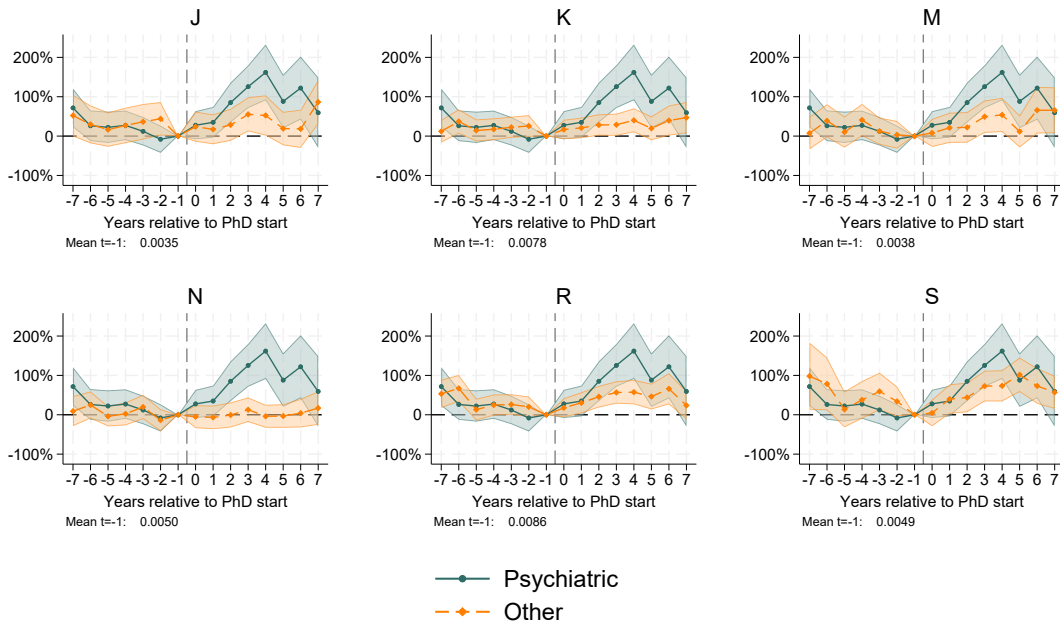 J K M
200% 200% 200%
100% 100% 100%
0 0 0
-100% -100% -100%
-7 -6 -5 -4 -3 -2 -1 0 1 2 3 4 5 6 7 -7 -6 -5 -4 -3 -2 -1 0 1 2 3 4 5 6 7 -7 -6 -5 -4 -3 -2 -1 0 1 2 3 4 5 6 7
Years relative to PhD start Years relative to PhD start Years relative to PhD start
Mean t=-1: 0.0035 Mean t=-1: 0.0078 Mean t=-1: 0.0038
N R S
200% 200% 200%
100% 100% 100%
0 0 0
-100% -100% -100%
-7 -6 -5 -4 -3 -2 -1 0 1 2 3 4 5 6 7 -7 -6 -5 -4 -3 -2 -1 0 1 2 3 4 5 6 7 -7 -6 -5 -4 -3 -2 -1 0 1 2 3 4 5 6 7
Years relative to PhD start Years relative to PhD start Years relative to PhD start
Mean t=-1: 0.0050 Mean t=-1: 0.0086 Mean t=-1: 0.0049
Psychiatric
Other